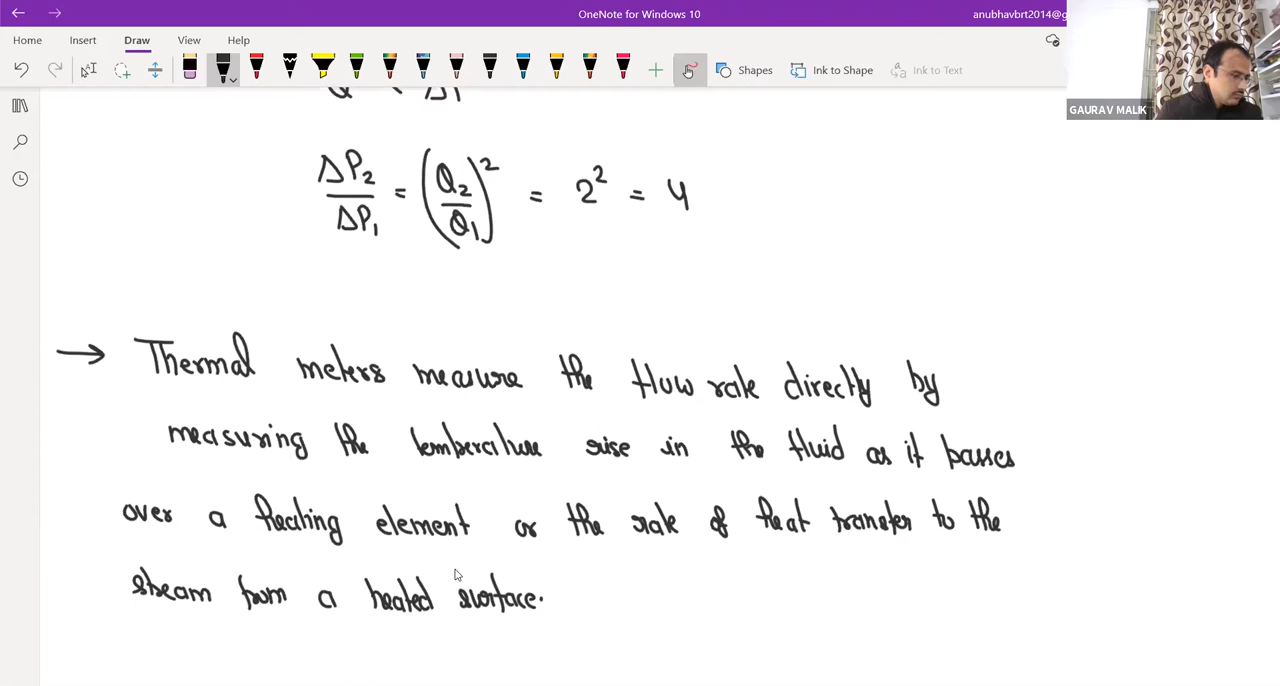 OneNote for Windows 10
anubhavbrt2014@g
Home Insert Draw View Help
Shapes Ink to Shape Ink to Text
GAURAV MALIK
ΔP₂/ΔP₁ = (Q₂/Q₁)² = 2² = 4
→ Thermal meters measure the flow rate directly by
measuring the temperature rise in the fluid as it passes
over a heating element or the rate of heat transfer to the
stream from a heated surface.